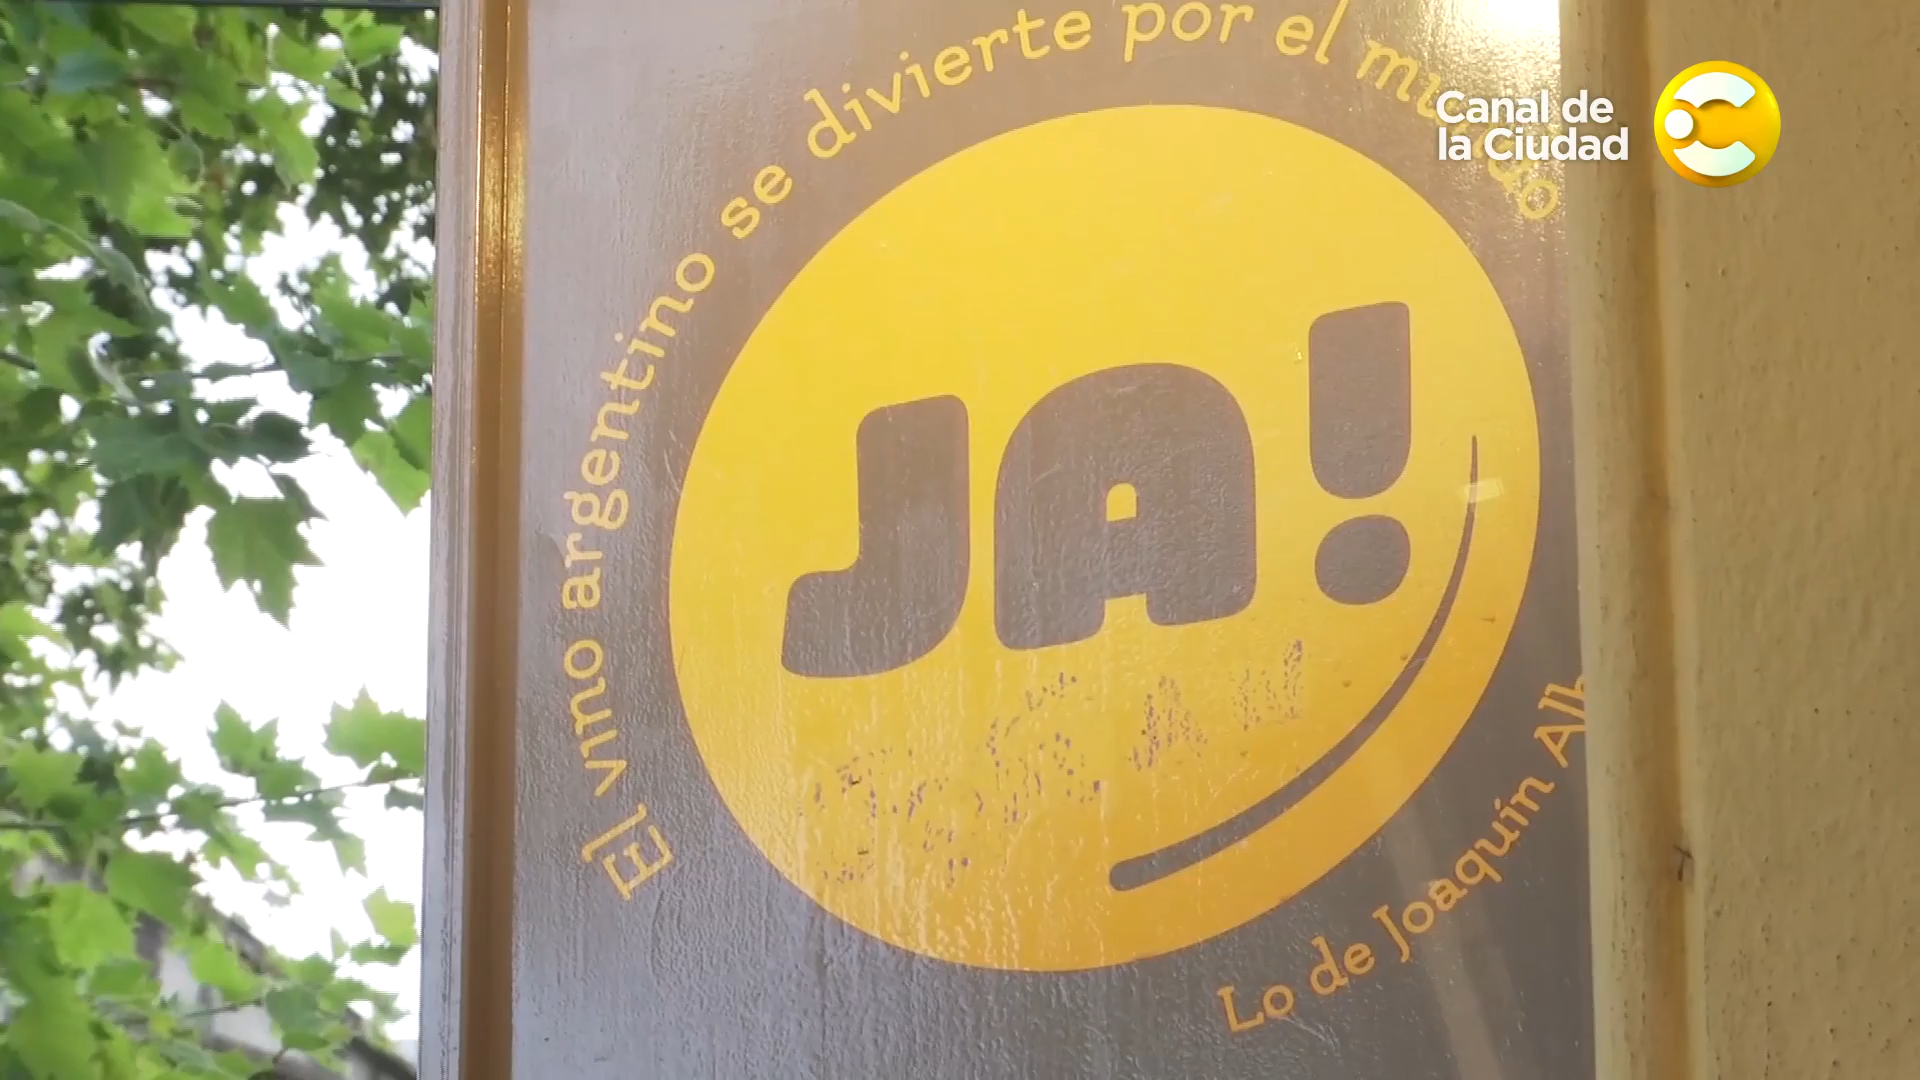 El vino argentino se divierte por el mundo
JA!
Lo de Joaquín Alb
Canal de
la Ciudad